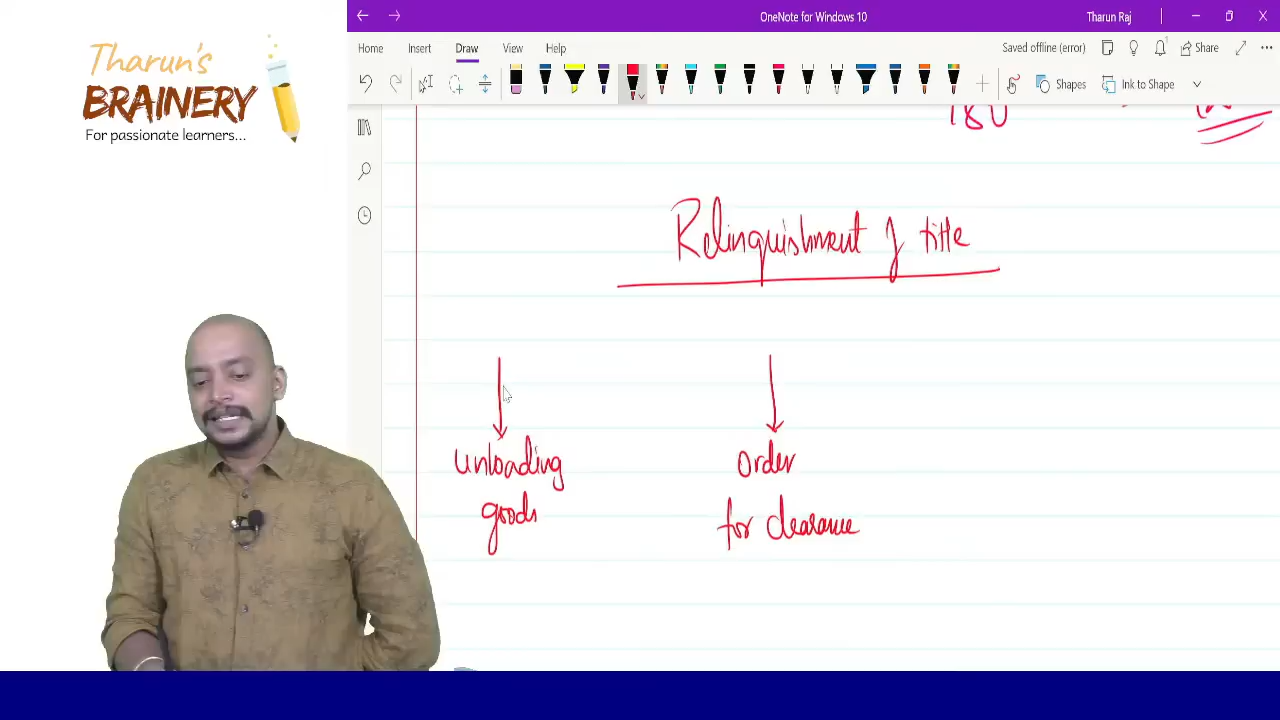 Tharun's
BRAINERY
For passionate learners...
OneNote for Windows 10
Tharun Raj
Home Insert Draw View Help
Saved offline (error)
Share
Shapes
Ink to Shape
180
Relinquishment of title
unloading
goods
order
for clearance